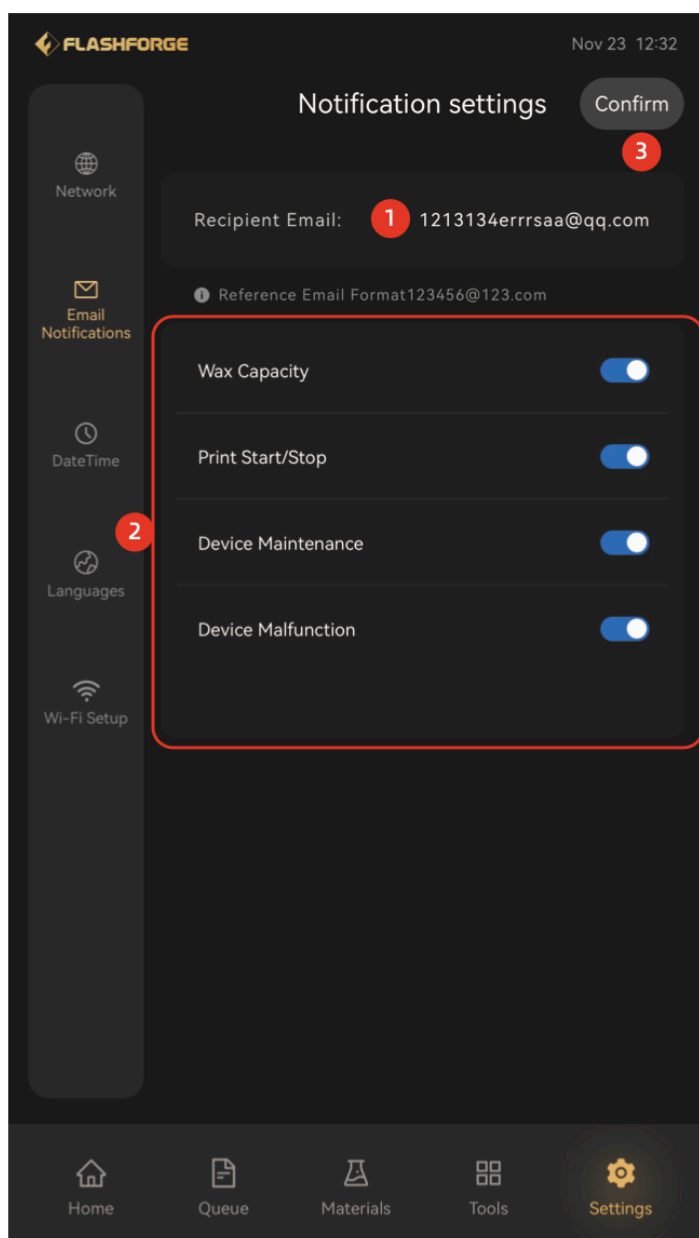 FLASHFORGE
Nov 23 12:32
Notification settings
Confirm
3
Network
Recipient Email:
1
1213134errrsaa@qq.com
Reference Email Format123456@123.com
Email
Notifications
Wax Capacity
Print Start/Stop
DateTime
2
Device Maintenance
Languages
Device Malfunction
Wi-Fi Setup
Home
Queue
Materials
Tools
Settings